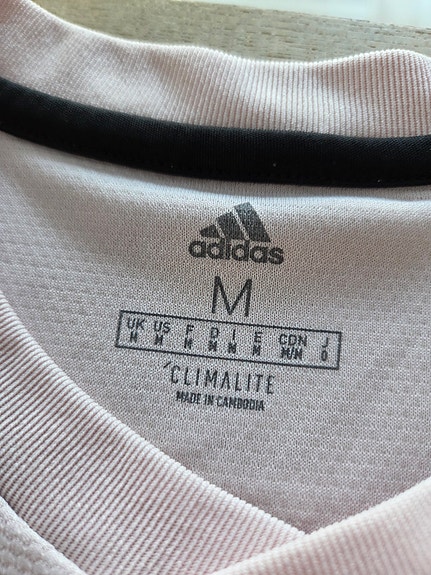 adidas
M
UK US F D I E CDN J
M M M M M M M/M O
CLIMALITE
MADE IN CAMBODIA